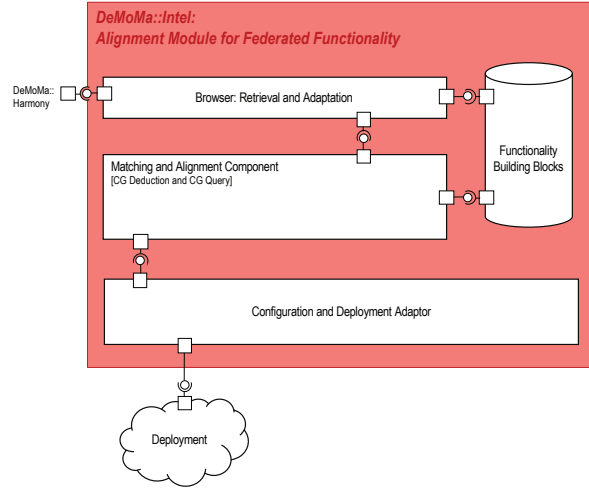 DeMoMa::Intel:
Alignment Module for Federated Functionality
DeMoMa::
Harmony
Browser: Retrieval and Adaptation
Functionality
Building Blocks
Matching and Alignment Component
[CG Deduction and CG Query]
Configuration and Deployment Adaptor
Deployment